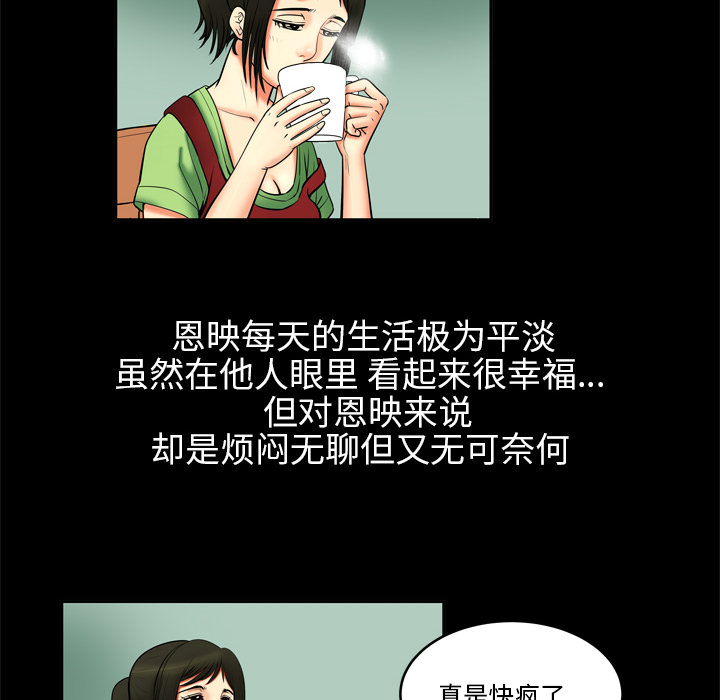 恩映每天的生活极为平淡
虽然在他人眼里 看起来很幸福...
但对恩映来说
却是烦闷无聊但又无可奈何
真是快疯了